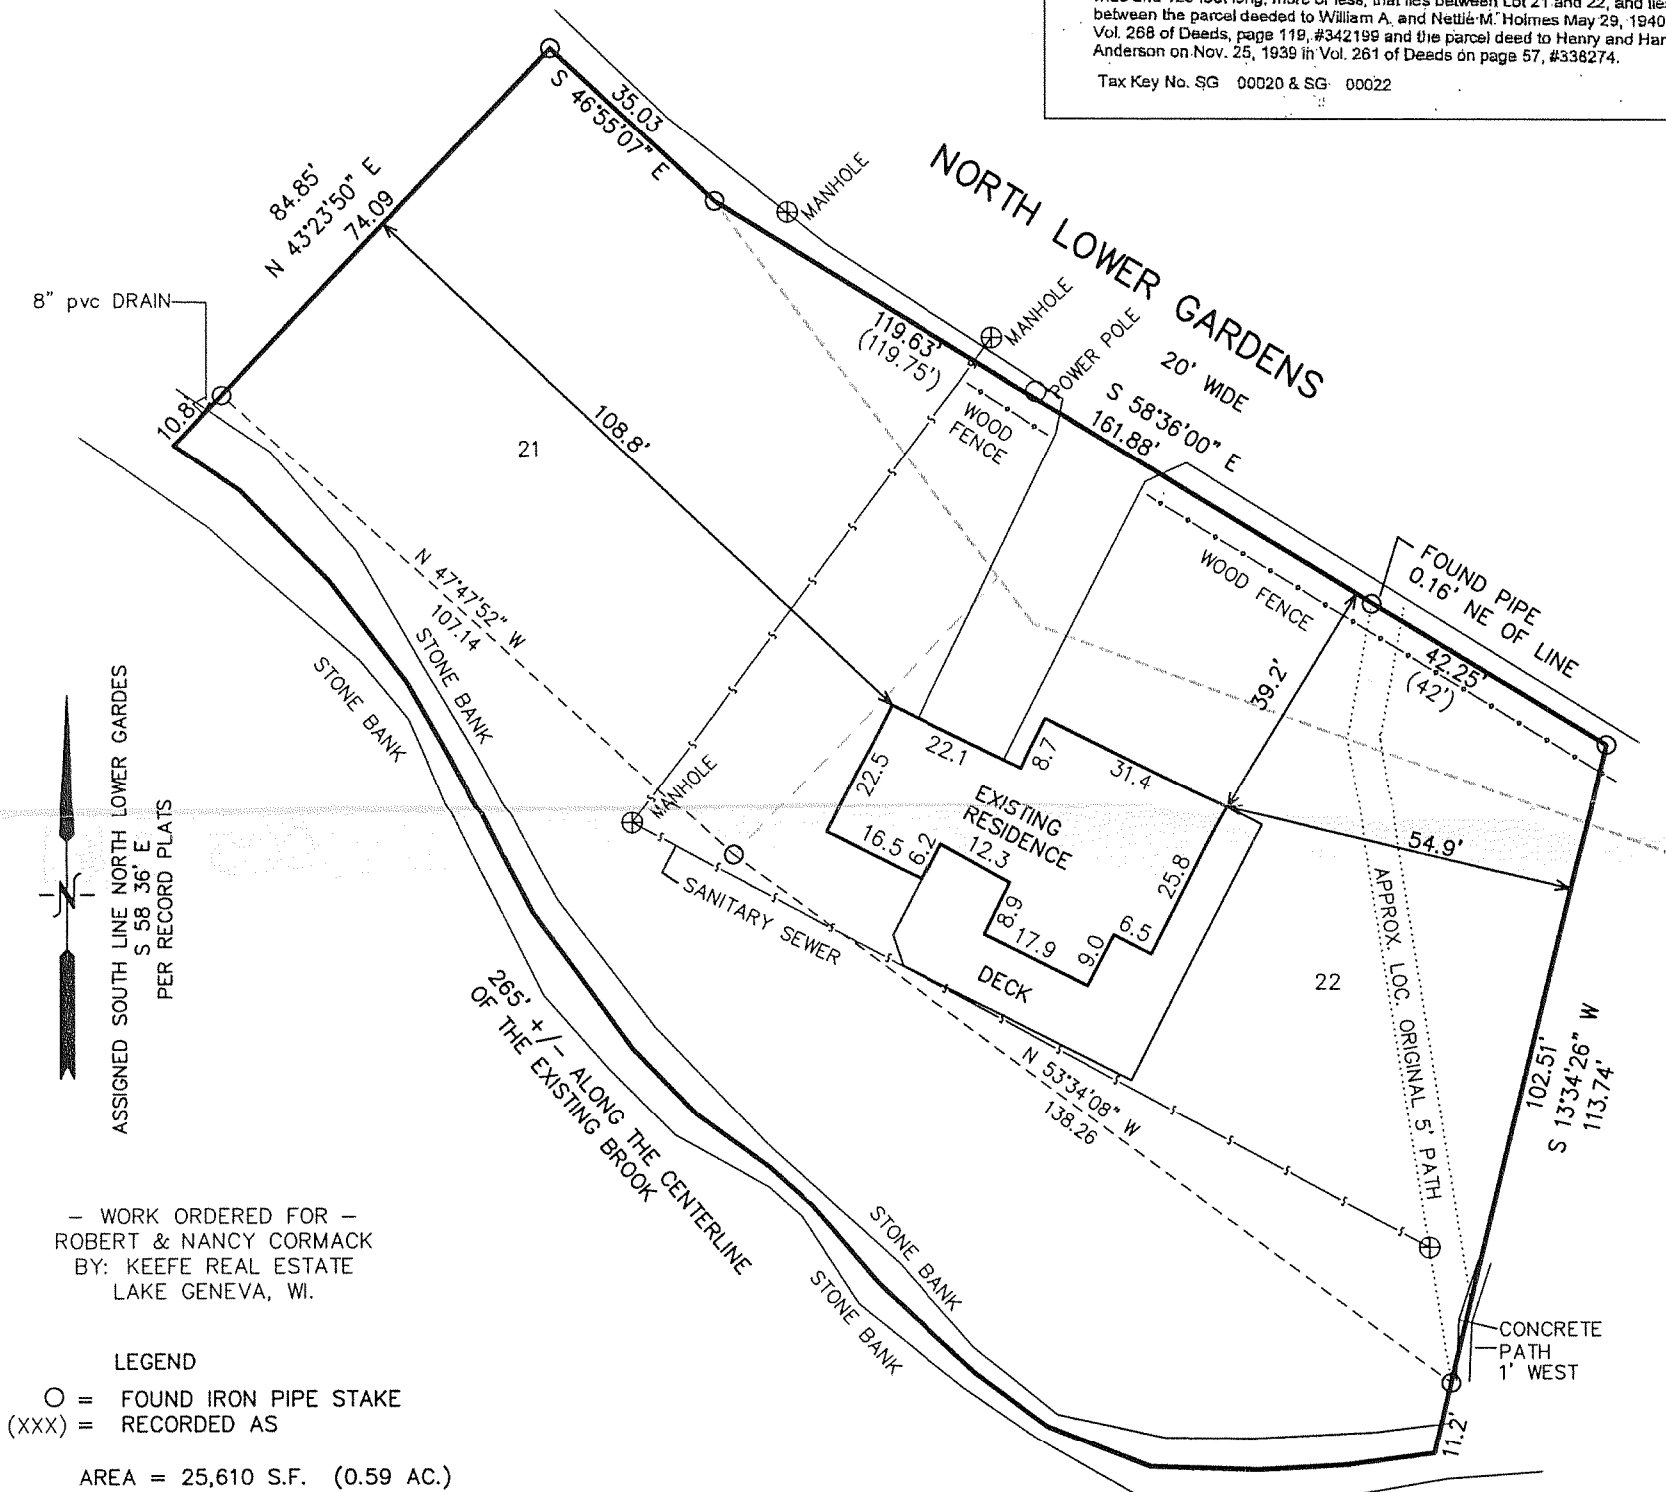 between the parcel deeded to William A. and Nettie M. Holmes May 29, 1940
Vol. 268 of Deeds, page 119, #342199 and the parcel deed to Henry and Har
Anderson on Nov. 25, 1939 in Vol. 261 of Deeds on page 57, #338274.
Tax Key No. SG 00020 & SG 00022
35.03
S 46°55'07" E
84.85'
N 43°23'50" E
74.09
MANHOLE
NORTH LOWER GARDENS
20' WIDE
8" pvc DRAIN
10.8
119.63'
(119.75')
MANHOLE
POWER POLE
S 58°36'00" E
161.88'
WOOD
FENCE
108.8'
21
WOOD FENCE
FOUND PIPE
0.16' NE OF LINE
42.25'
(42')
39.2'
N 47°47'52" W
107.14
STONE BANK
STONE BANK
MANHOLE
22.1
8.7
31.4
22.5
EXISTING
RESIDENCE
16.5
6.2
12.3
8.9
17.9
9.0
6.5
25.8
DECK
54.9'
SANITARY SEWER
22
APPROX. LOC. ORIGINAL 5' PATH
N 53°34'08" W
138.26
102.51'
S 13°34'26" W
113.74'
265' +/- ALONG THE CENTERLINE
OF THE EXISTING BROOK
STONE BANK
STONE BANK
CONCRETE
PATH
1' WEST
11.2'
N
ASSIGNED SOUTH LINE NORTH LOWER GARDES
S 58 36' E
PER RECORD PLATS
- WORK ORDERED FOR -
ROBERT & NANCY CORMACK
BY: KEEFE REAL ESTATE
LAKE GENEVA, WI.
LEGEND
O = FOUND IRON PIPE STAKE
(XXX) = RECORDED AS
AREA = 25,610 S.F. (0.59 AC.)